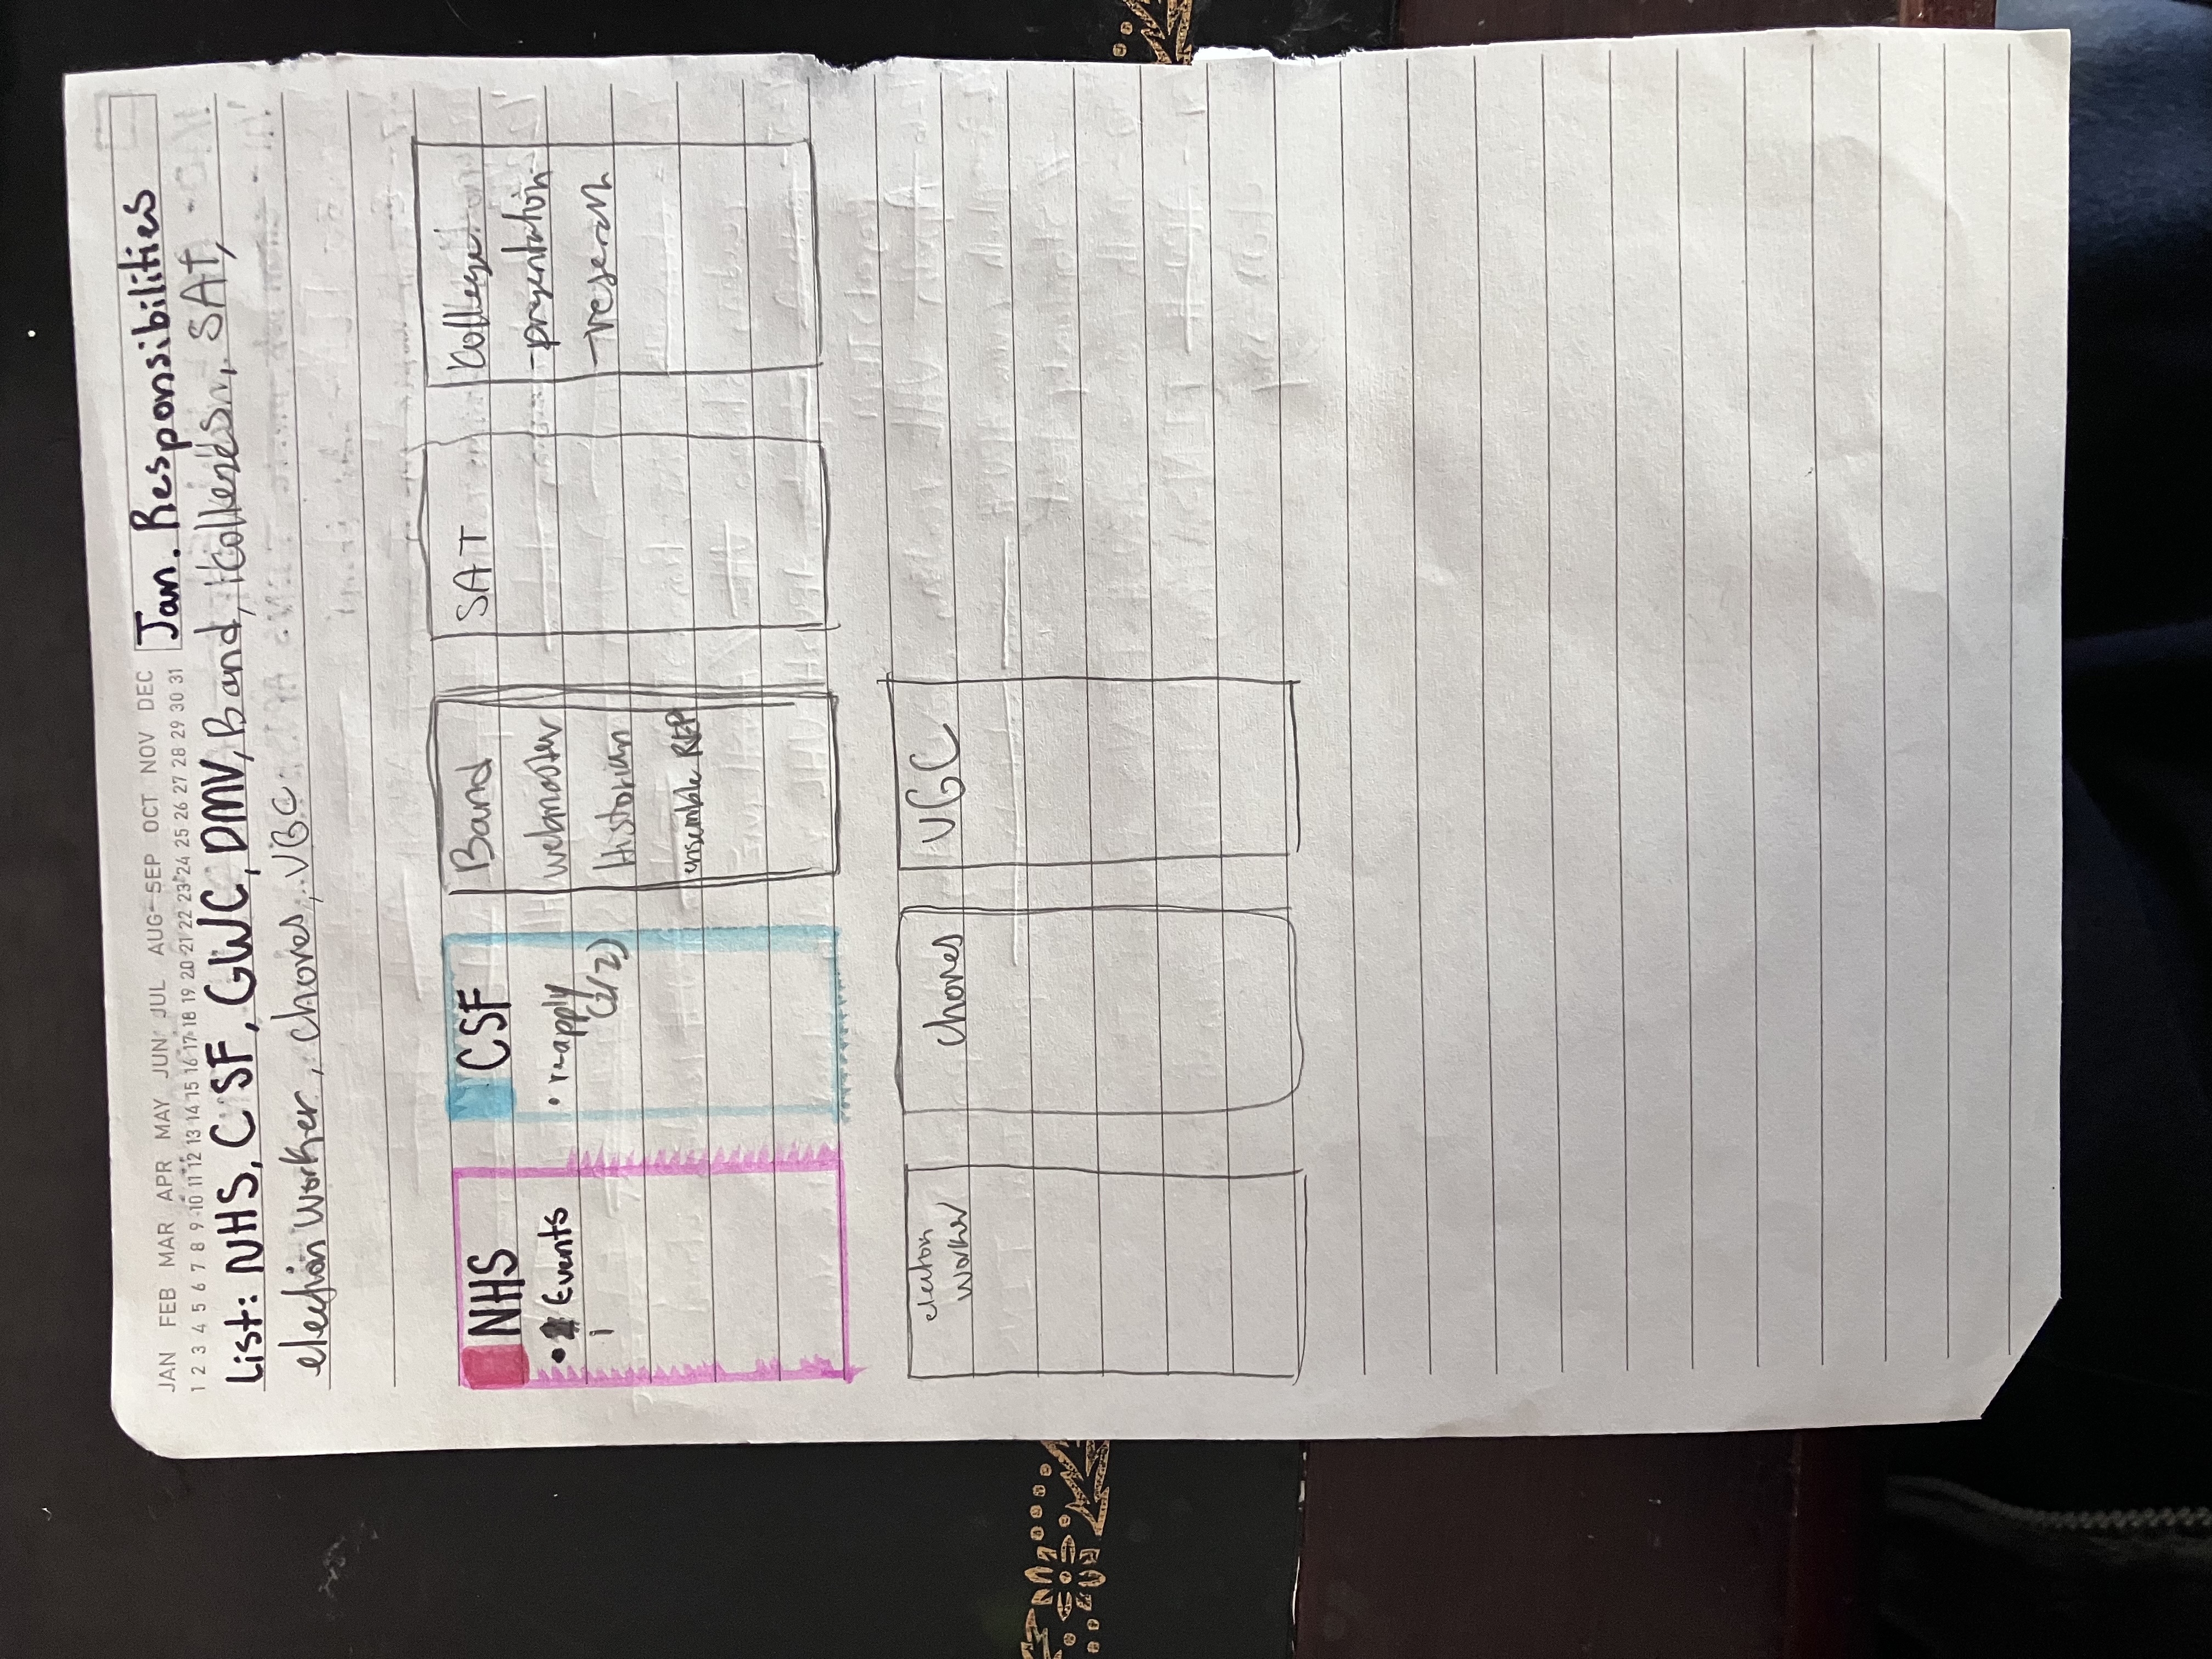 JAN FEB MAR APR MAY JUN JUL AUG SEP OCT NOV DEC
1 2 3 4 5 6 7 8 9 10 11 12 13 14 15 16 17 18 19 20 21 22 23 24 25 26 27 28 29 30 31
Jan. Responsibilities
List: NHS, CSF, GWC, DMV, Band, SAT,
election worker, chores, VGC
NHS
• Events
CSF
• re-apply
(2/2)
Band
webmaster
Historian
ensemble REP
SAT
College
-presentation
-research
election
worker
chores
VGC